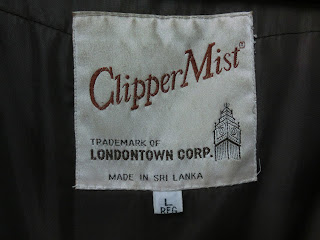 ClipperMist®
TRADEMARK OF
LONDONTOWN CORP.
MADE IN SRI LANKA
L
REG